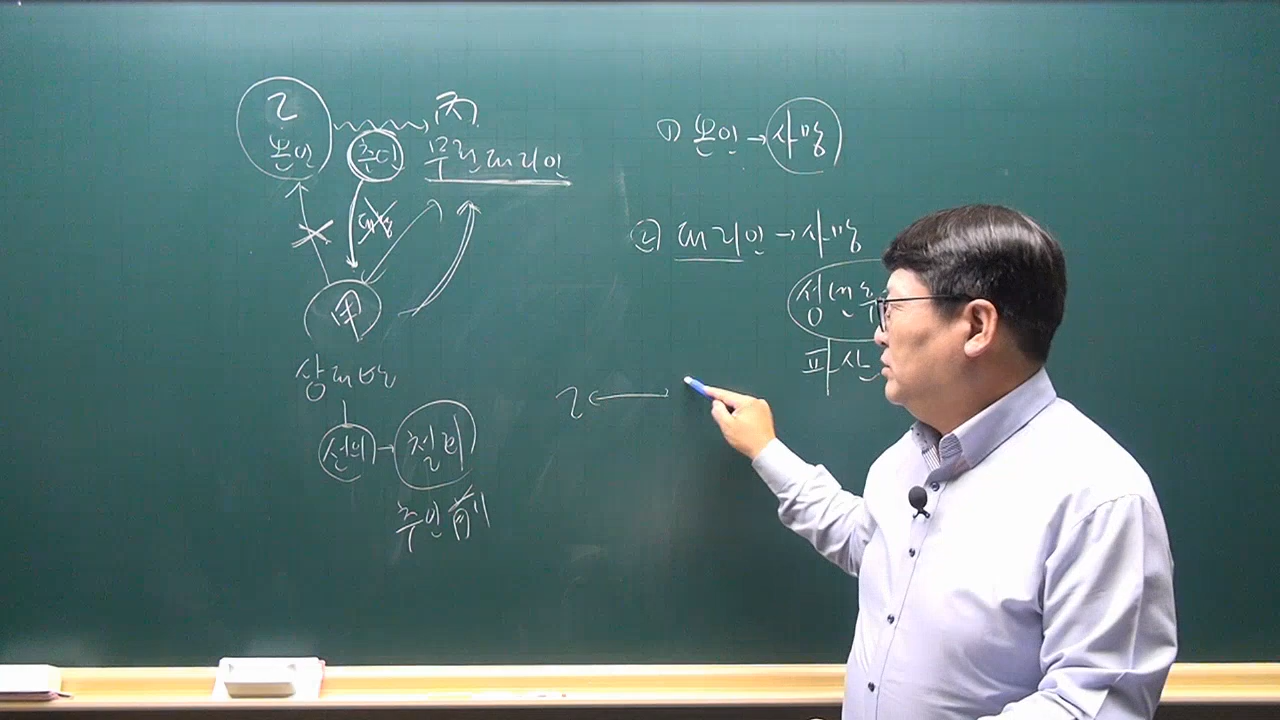 乙 丙
본인 추인 무권대리인
대항
甲
상대방
선의 - 철회
추인 前
① 본인 → 사망
② 대리인 → 사망
성년후
파산
乙